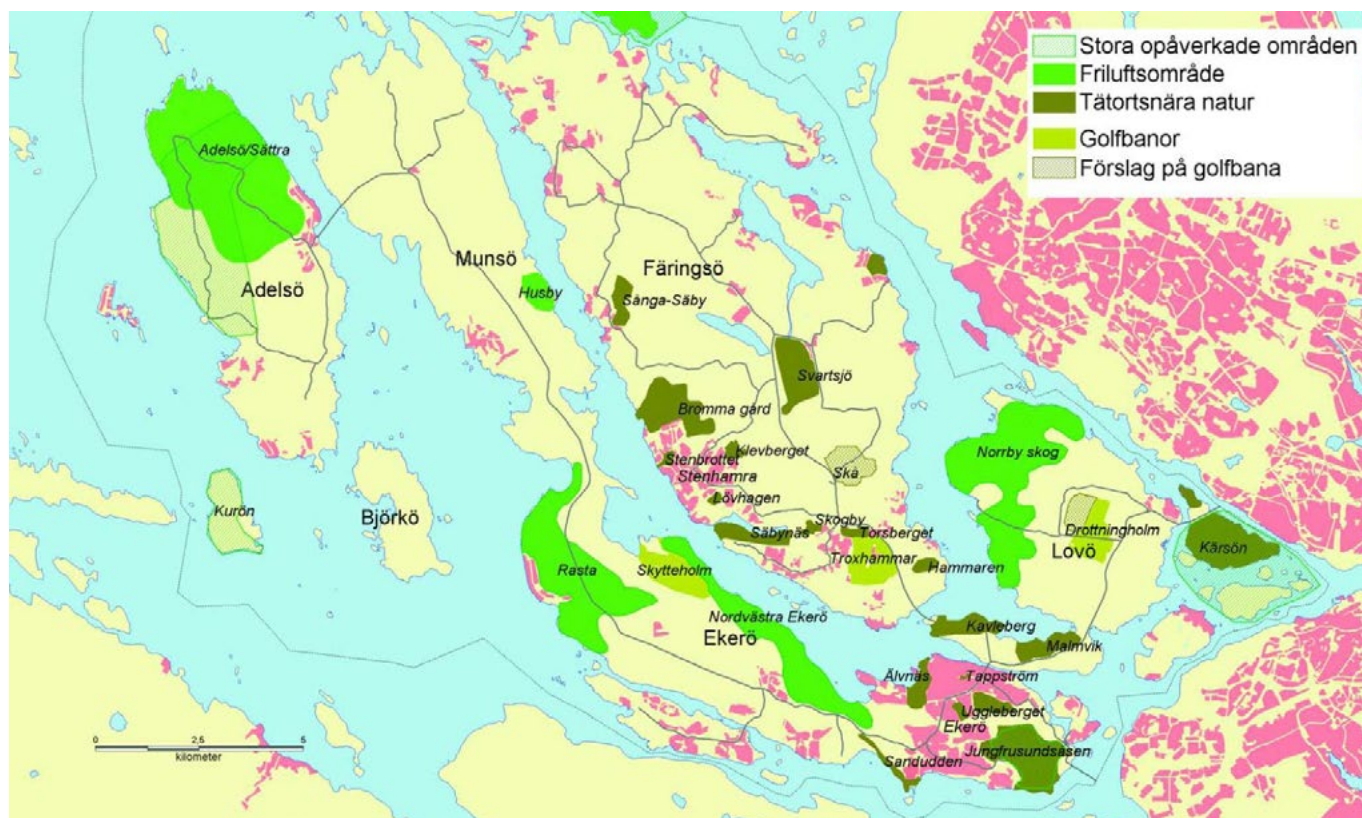 Stora opåverkade områden
Friluftsområde
Tätortsnära natur
Golfbanor
Förslag på golfbana
Adelsö/Sättra
Munsö
Färingsö
Adelsö
Husby
Sånga-Säby
Svartsjö
Bromma gård
Klevberget
Stenbrottet
Stenhamra
Skå
Norrby skog
Lövhagen
Kurön
Björkö
Skogby
Säbynäs
Torsberget
Drottningholm
Kärsön
Lovö
Troxhammar
Hammaren
Rasta
Skytteholm
Nordvästra Ekerö
Ekerö
Kavleberg
Malmvik
Älvnäs
Tappström
Uggleberget
Ekerö
Jungfrusundsåsen
Sandudden
0 2,5 5
kilometer